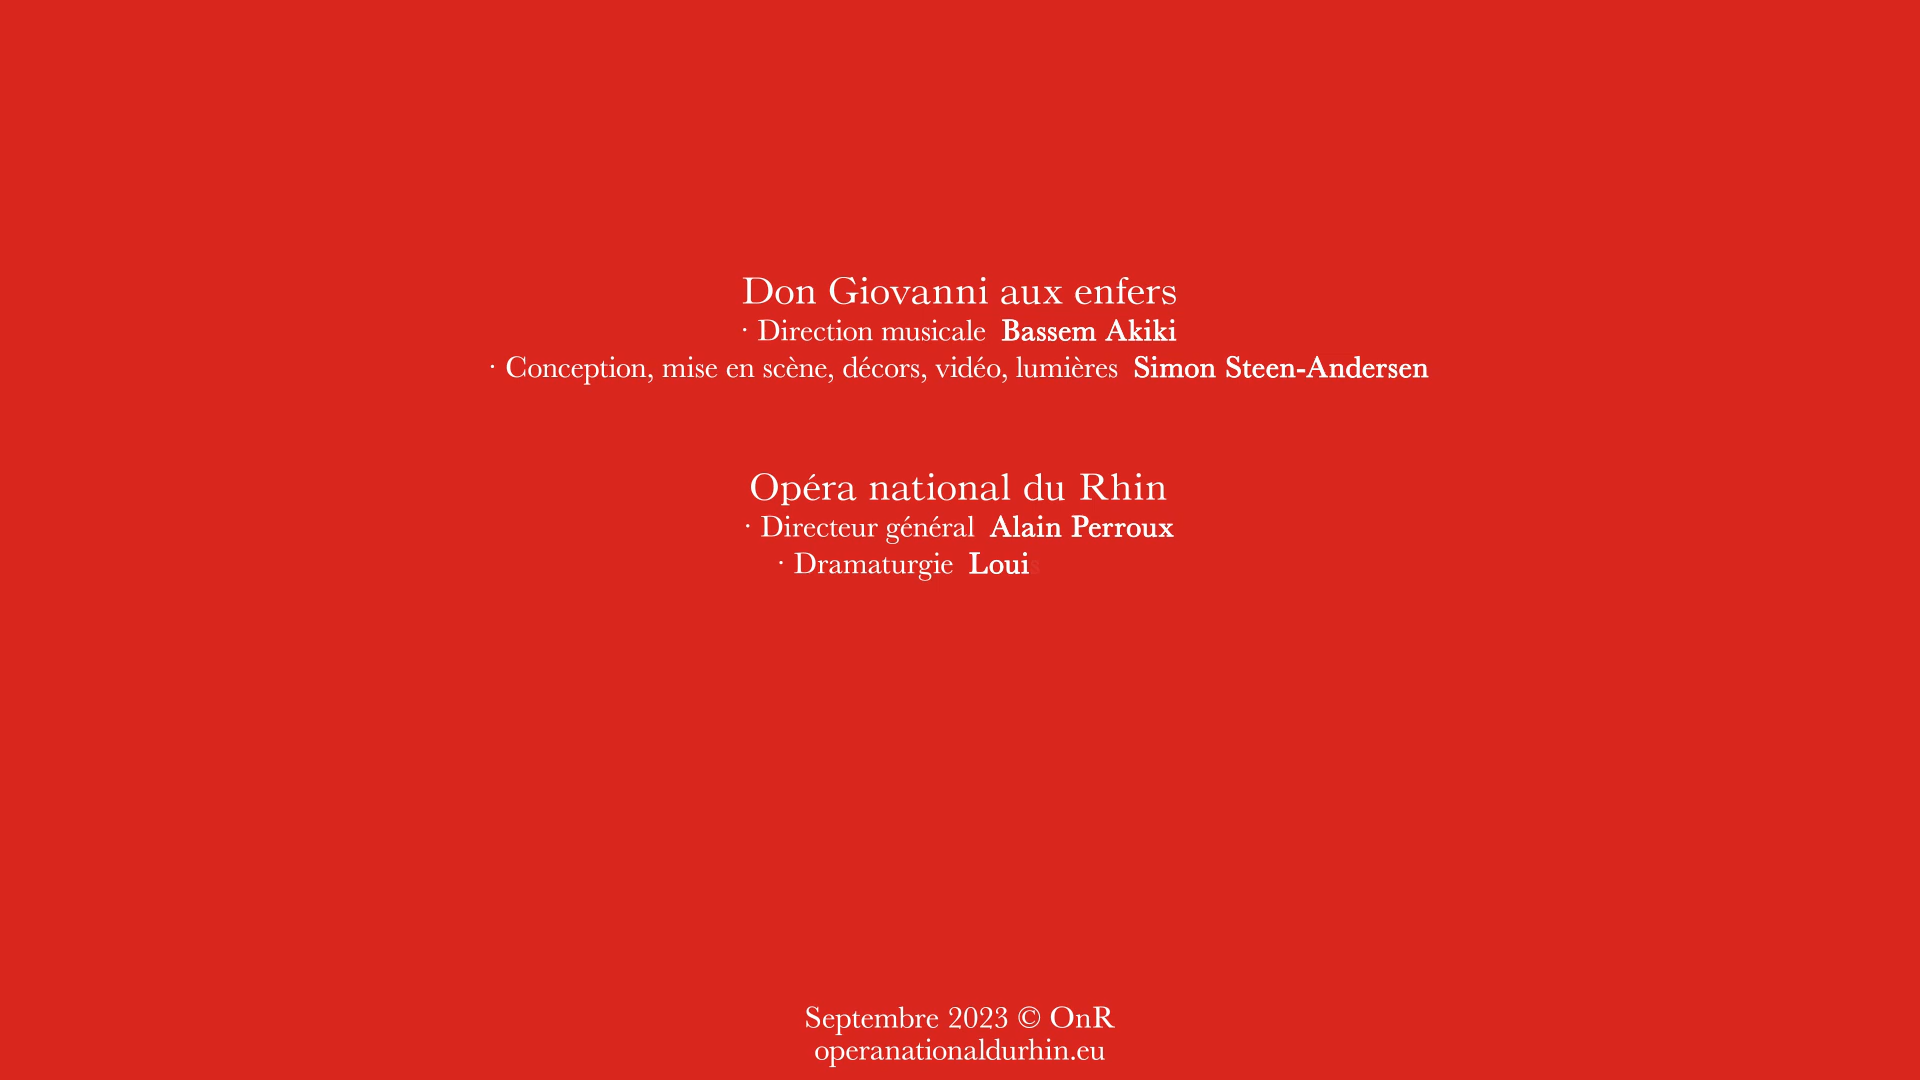 Don Giovanni aux enfers
· Direction musicale Bassem Akiki
· Conception, mise en scène, décors, vidéo, lumières Simon Steen-Andersen
Opéra national du Rhin
· Directeur général Alain Perroux
· Dramaturgie Louis
Septembre 2023 © OnR
operanationaldurhin.eu